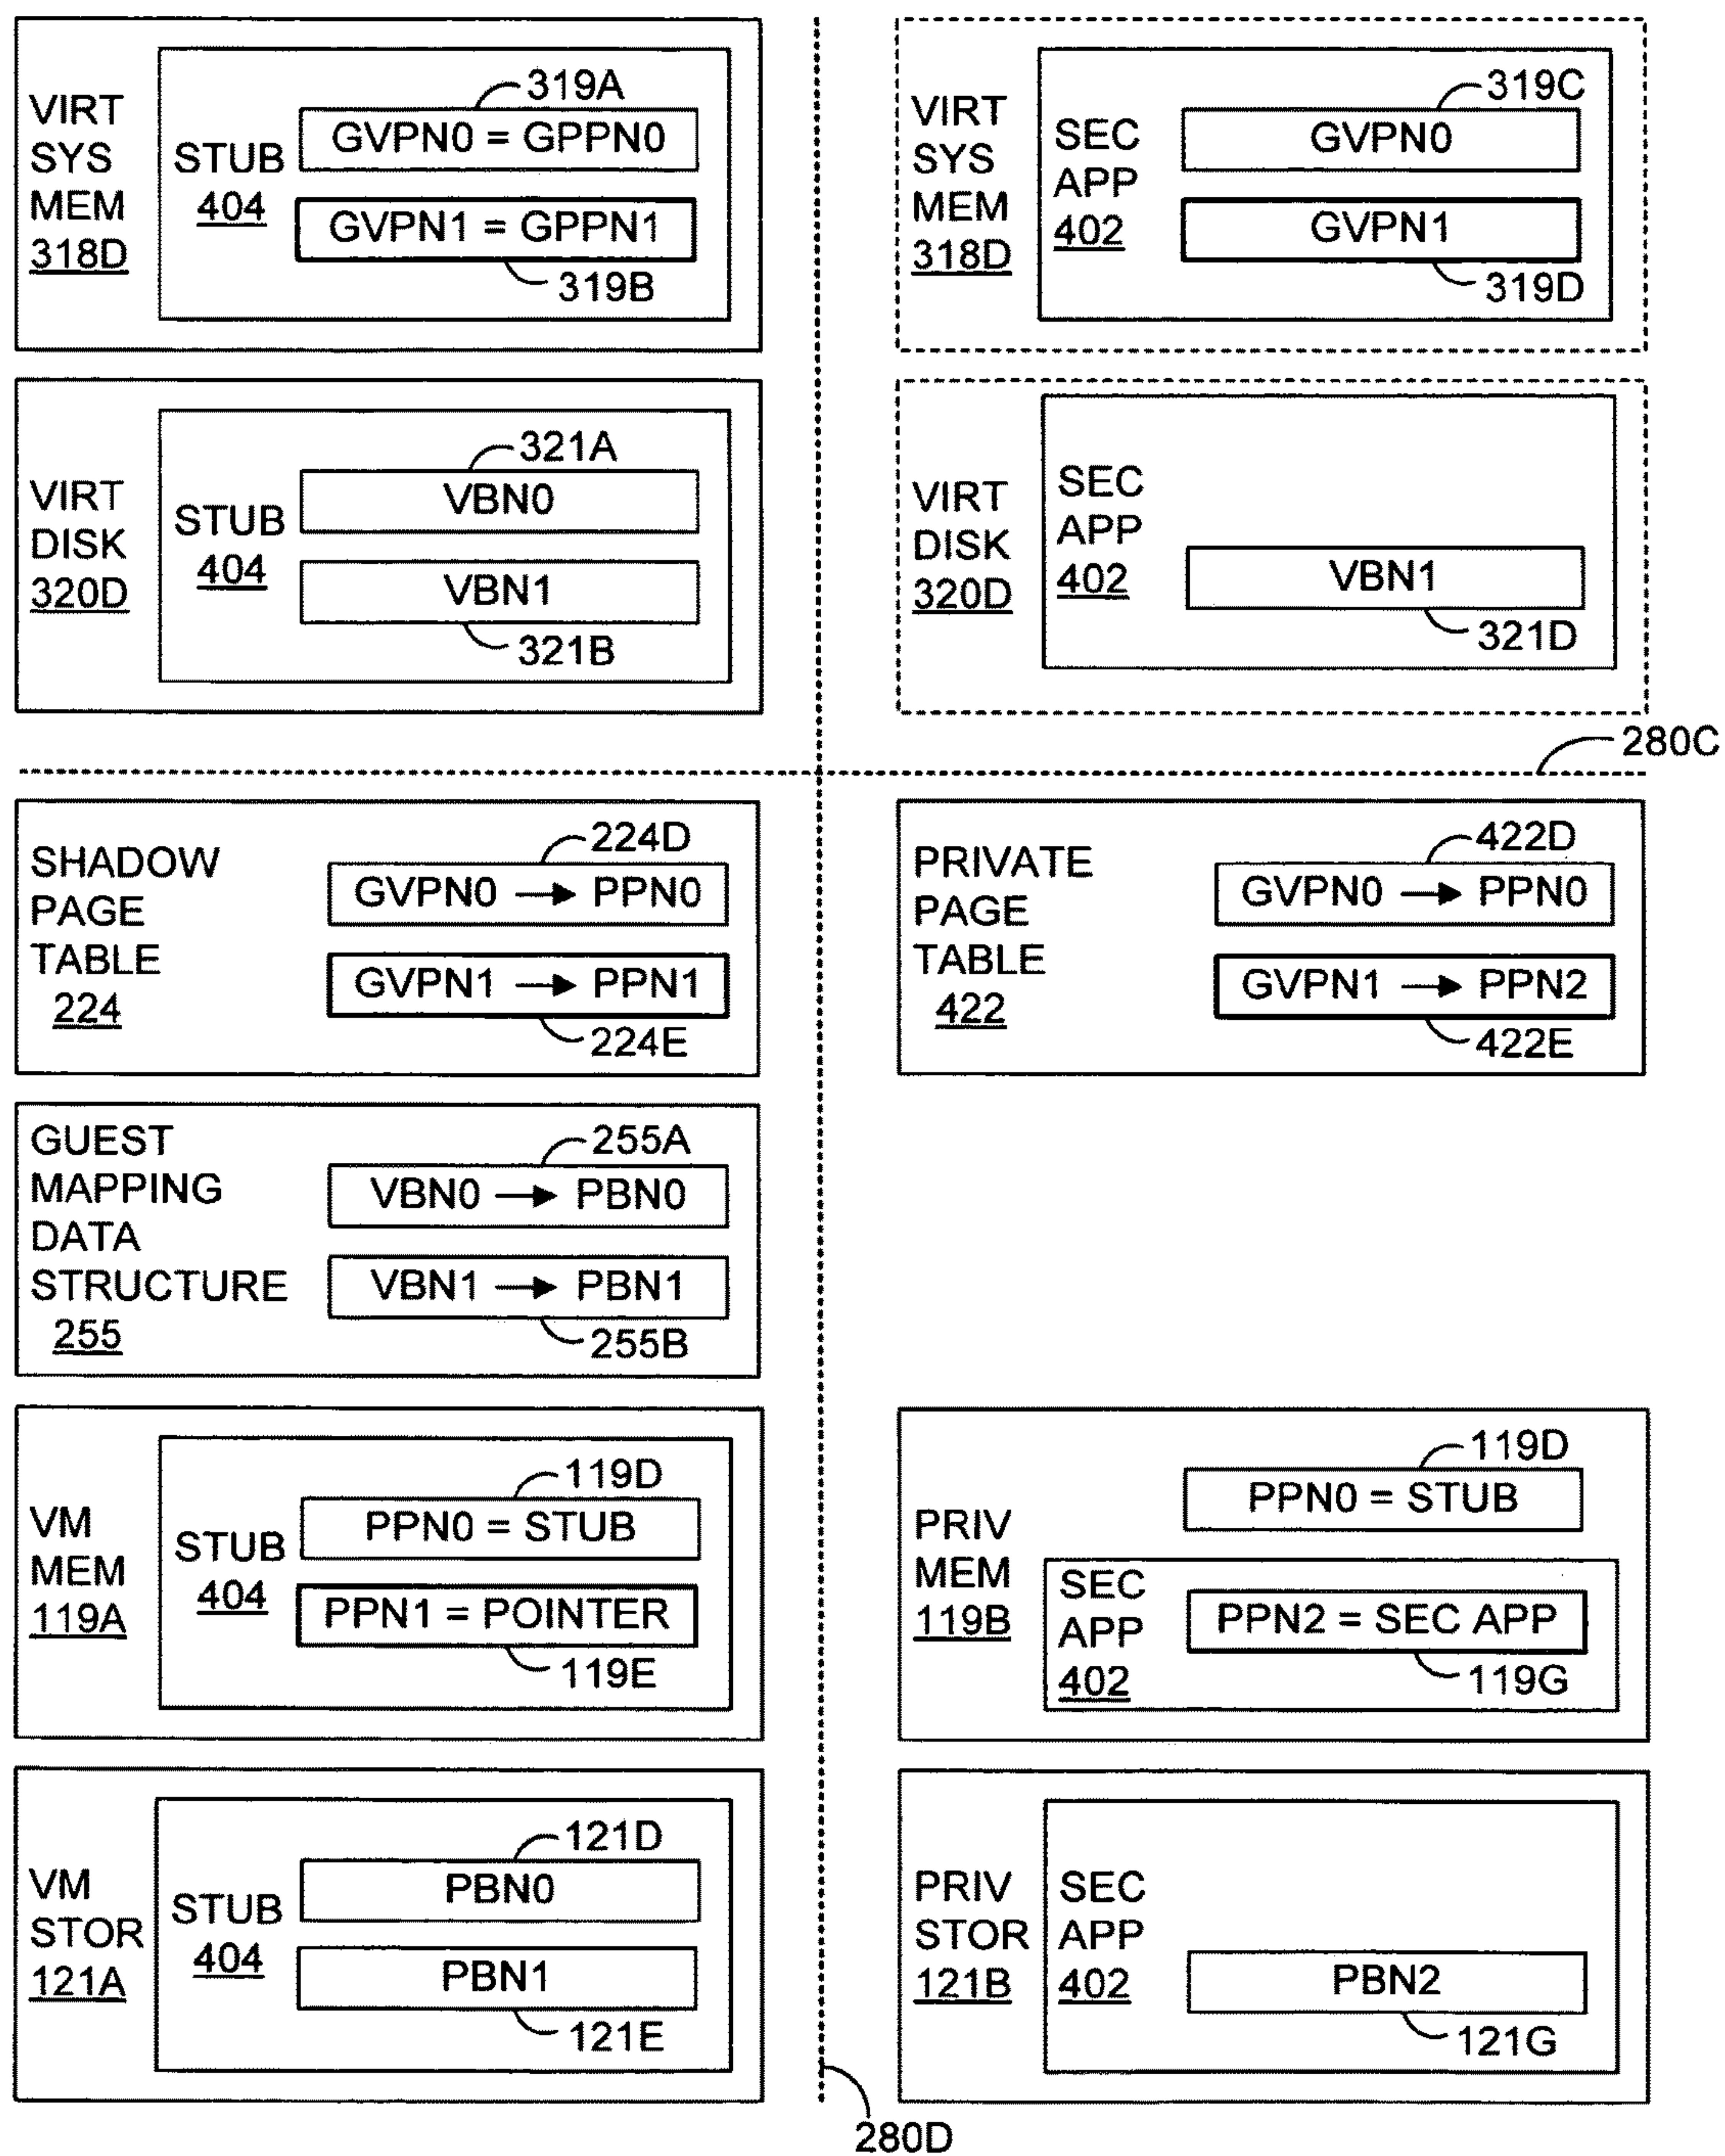 VIRT
SYS
MEM
318D
STUB
404
319A
GVPN0 = GPPN0
GVPN1 = GPPN1
319B
VIRT
SYS
MEM
318D
SEC
APP
402
319C
GVPN0
GVPN1
319D
VIRT
DISK
320D
STUB
404
321A
VBN0
VBN1
321B
VIRT
DISK
320D
SEC
APP
402
VBN1
321D
280C
SHADOW
PAGE
TABLE
224
224D
GVPN0 → PPN0
GVPN1 → PPN1
224E
PRIVATE
PAGE
TABLE
422
422D
GVPN0 → PPN0
GVPN1 → PPN2
422E
GUEST
MAPPING
DATA
STRUCTURE
255
255A
VBN0 → PBN0
VBN1 → PBN1
255B
VM
MEM
119A
STUB
404
119D
PPN0 = STUB
PPN1 = POINTER
119E
PRIV
MEM
119B
119D
PPN0 = STUB
SEC
APP
402
PPN2 = SEC APP
119G
VM
STOR
121A
STUB
404
121D
PBN0
PBN1
121E
PRIV
STOR
121B
SEC
APP
402
PBN2
121G
280D